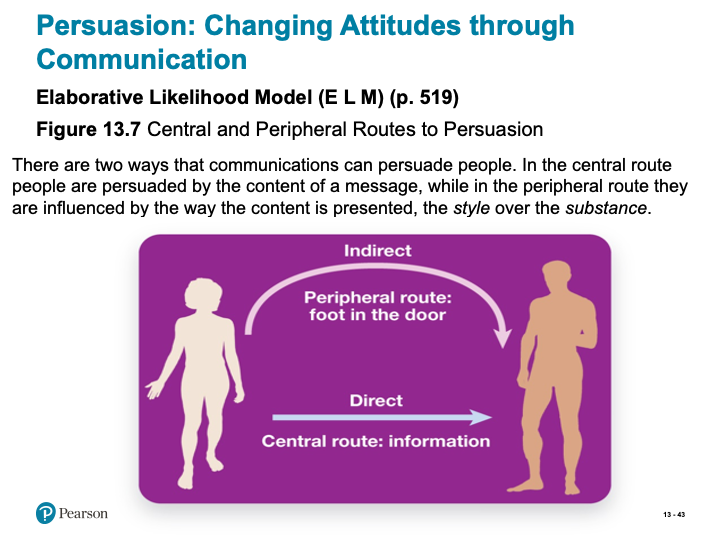 Persuasion: Changing Attitudes through
Communication
Elaborative Likelihood Model (E L M) (p. 519)
Figure 13.7 Central and Peripheral Routes to Persuasion
There are two ways that communications can persuade people. In the central route
people are persuaded by the content of a message, while in the peripheral route they
are influenced by the way the content is presented, the style over the substance.
Indirect
Peripheral route:
foot in the door
Direct
Central route: information
P Pearson
13 - 43